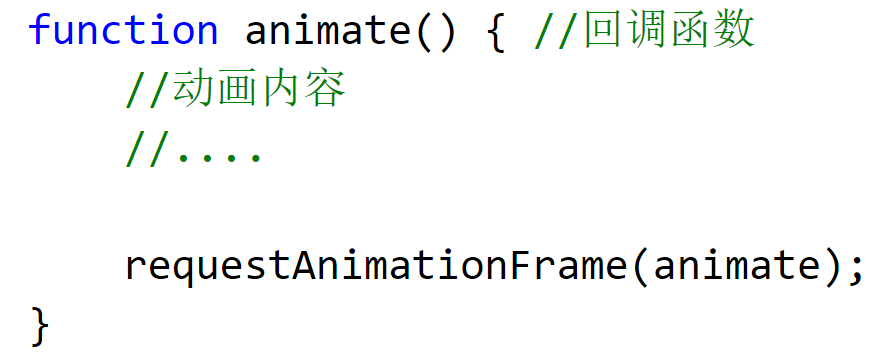 function animate() { //回调函数
//动画内容
//....
requestAnimationFrame(animate);
}